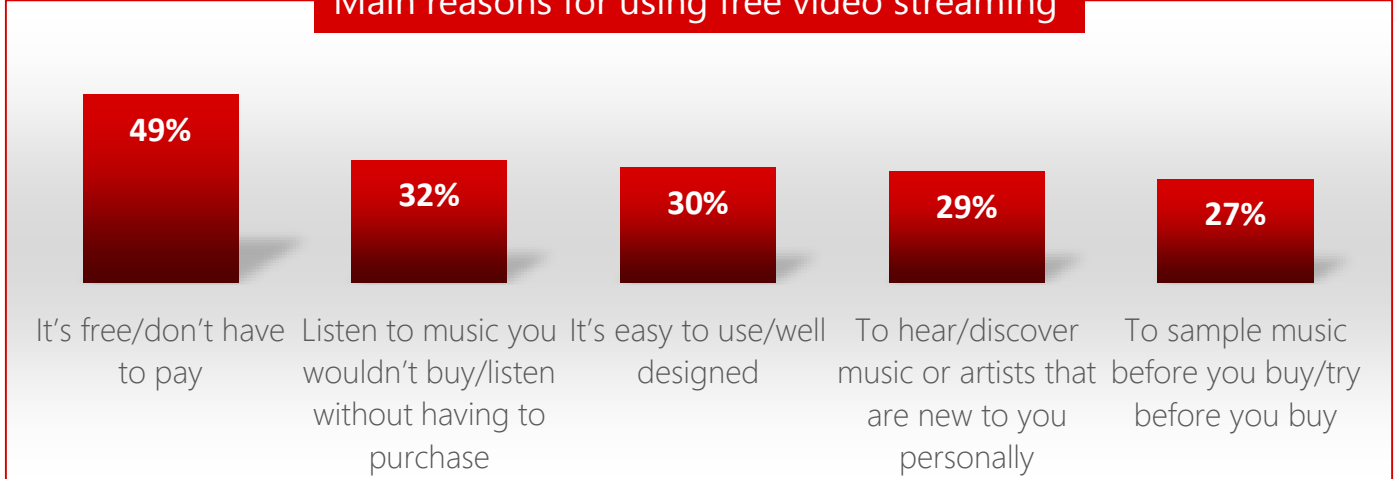 Main reasons for using free video streaming
49%
32%
30%
29%
27%
It’s free/don’t have
to pay
Listen to music you
wouldn’t buy/listen
without having to
purchase
It’s easy to use/well
designed
To hear/discover
music or artists that
are new to you
personally
To sample music
before you buy/try
before you buy